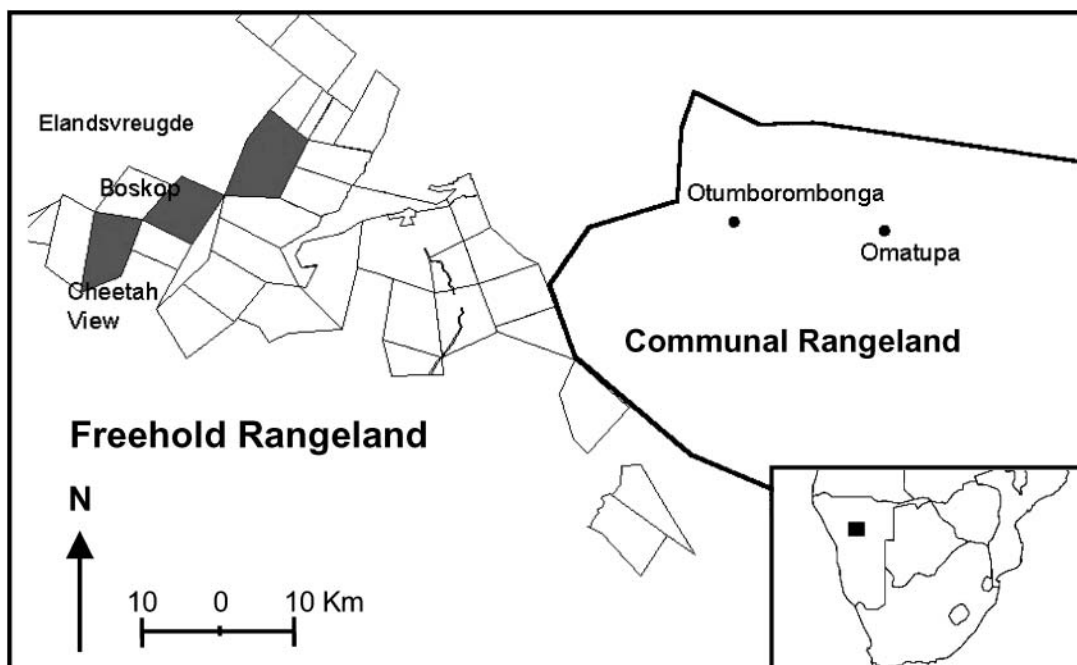 Elandsvreugde
Boskop
Cheetah
View
Otumborombonga
Omatupa
Communal Rangeland
Freehold Rangeland
N
10 0 10 Km